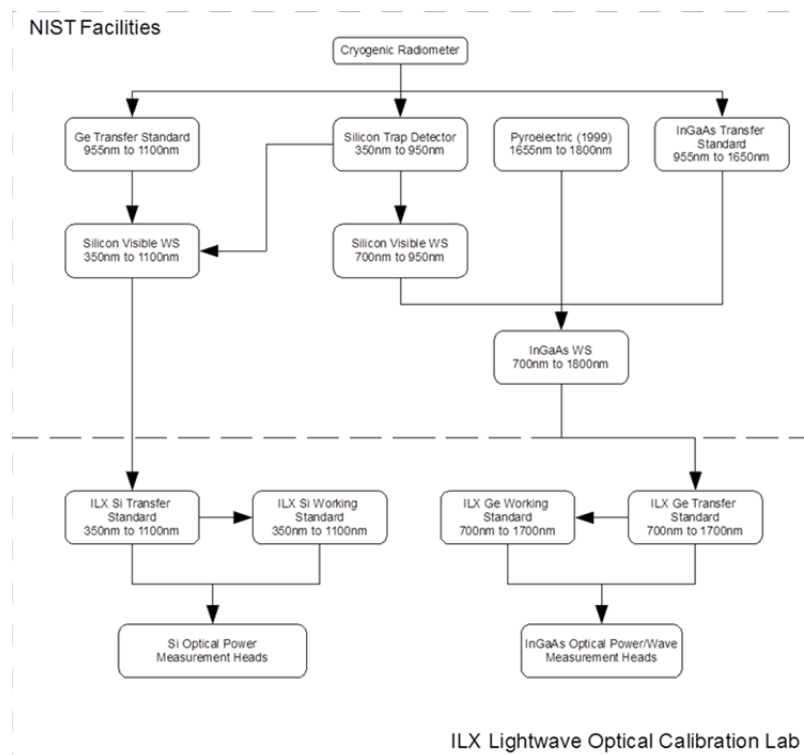 NIST Facilities
Cryogenic Radiometer
Ge Transfer Standard
955nm to 1100nm
Silicon Trap Detector
350nm to 950nm
Pyroelectric (1999)
1655nm to 1800nm
InGaAs Transfer
Standard
955nm to 1650nm
Silicon Visible WS
350nm to 1100nm
Silicon Visible WS
700nm to 950nm
InGaAs WS
700nm to 1800nm
ILX Si Transfer
Standard
350nm to 1100nm
ILX Si Working
Standard
350nm to 1100nm
ILX Ge Working
Standard
700nm to 1700nm
ILX Ge Transfer
Standard
700nm to 1700nm
Si Optical Power
Measurement Heads
InGaAs Optical Power/Wave
Measurement Heads
ILX Lightwave Optical Calibration Lab